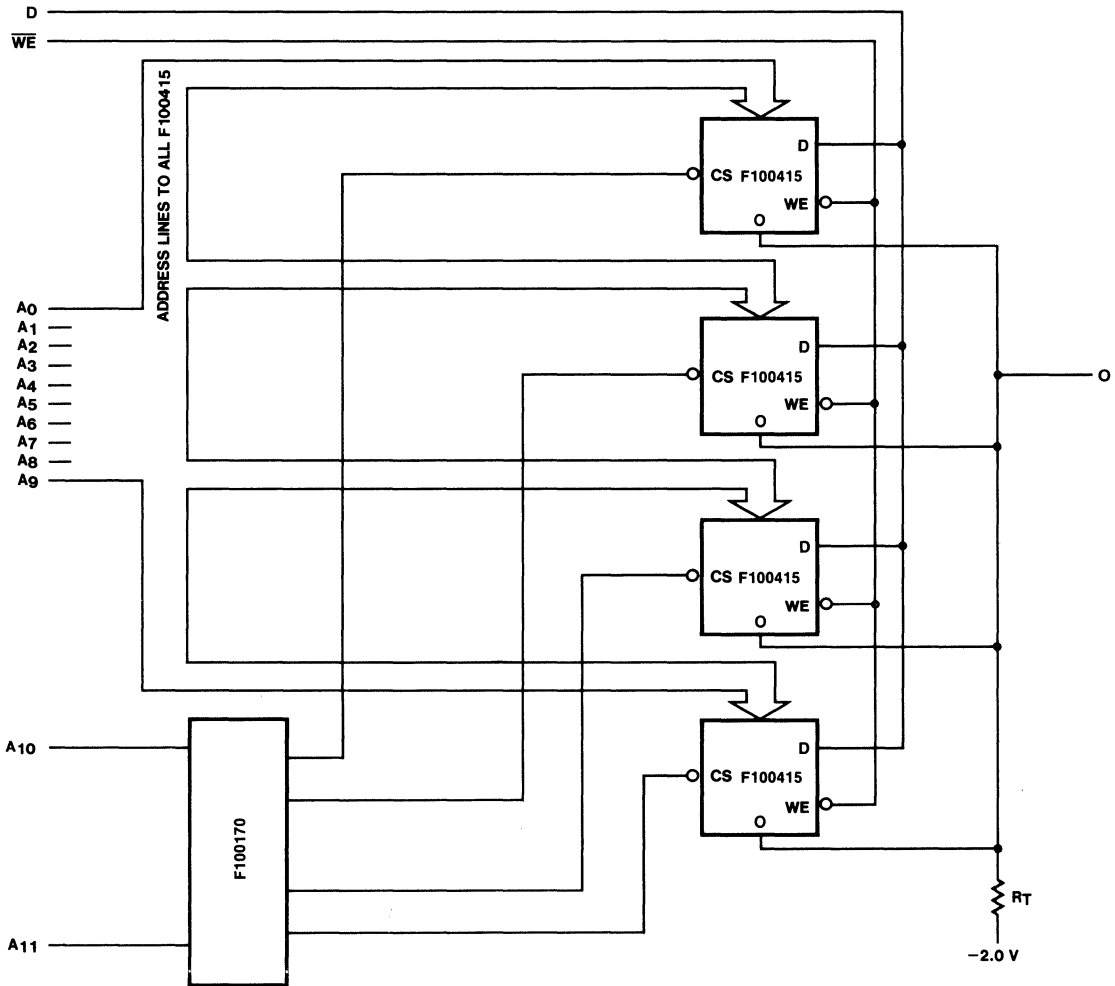 D
WE
ADDRESS LINES TO ALL F100415
D
CS F100415
WE
O
A0
A1
A2
A3
A4
A5
A6
A7
A8
A9
D
CS F100415
WE
O
O
D
CS F100415
WE
O
A10
A11
F100170
D
CS F100415
WE
O
RT
−2.0 V